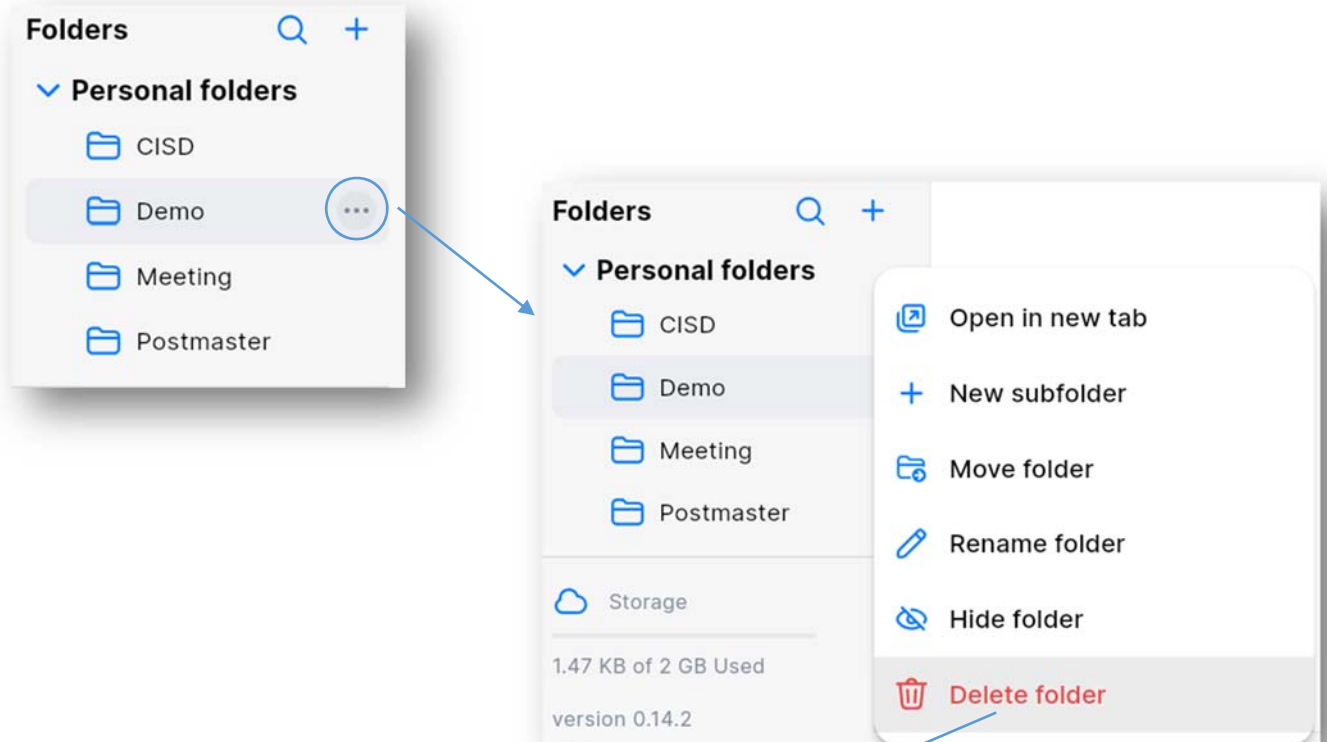 Folders
Personal folders
CISD
Demo
Meeting
Postmaster
Folders
Personal folders
CISD
Demo
Meeting
Postmaster
Storage
1.47 KB of 2 GB Used
version 0.14.2
Open in new tab
New subfolder
Move folder
Rename folder
Hide folder
Delete folder